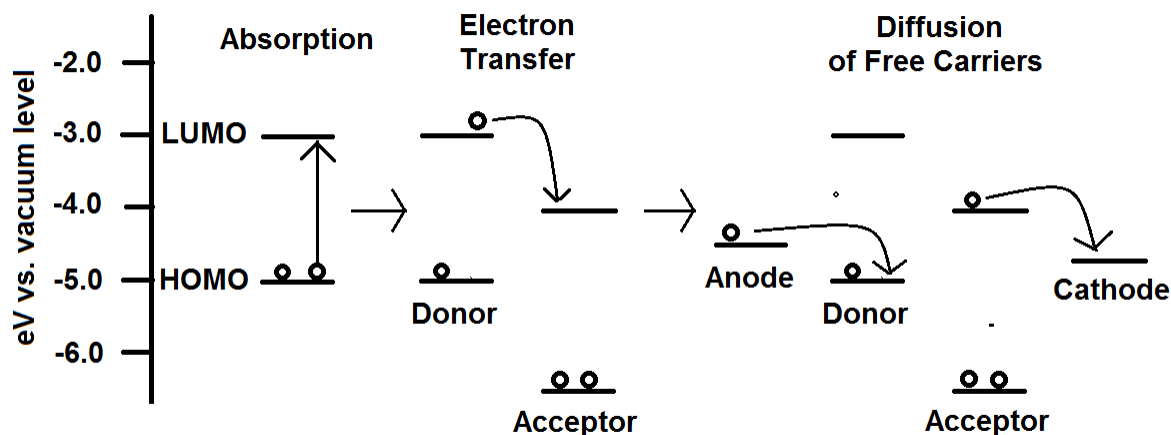 Absorption
Electron
Transfer
Diffusion
of Free Carriers
eV vs. vacuum level
-2.0
-3.0
-4.0
-5.0
-6.0
LUMO
HOMO
Donor
Acceptor
Anode
Donor
Cathode
Acceptor